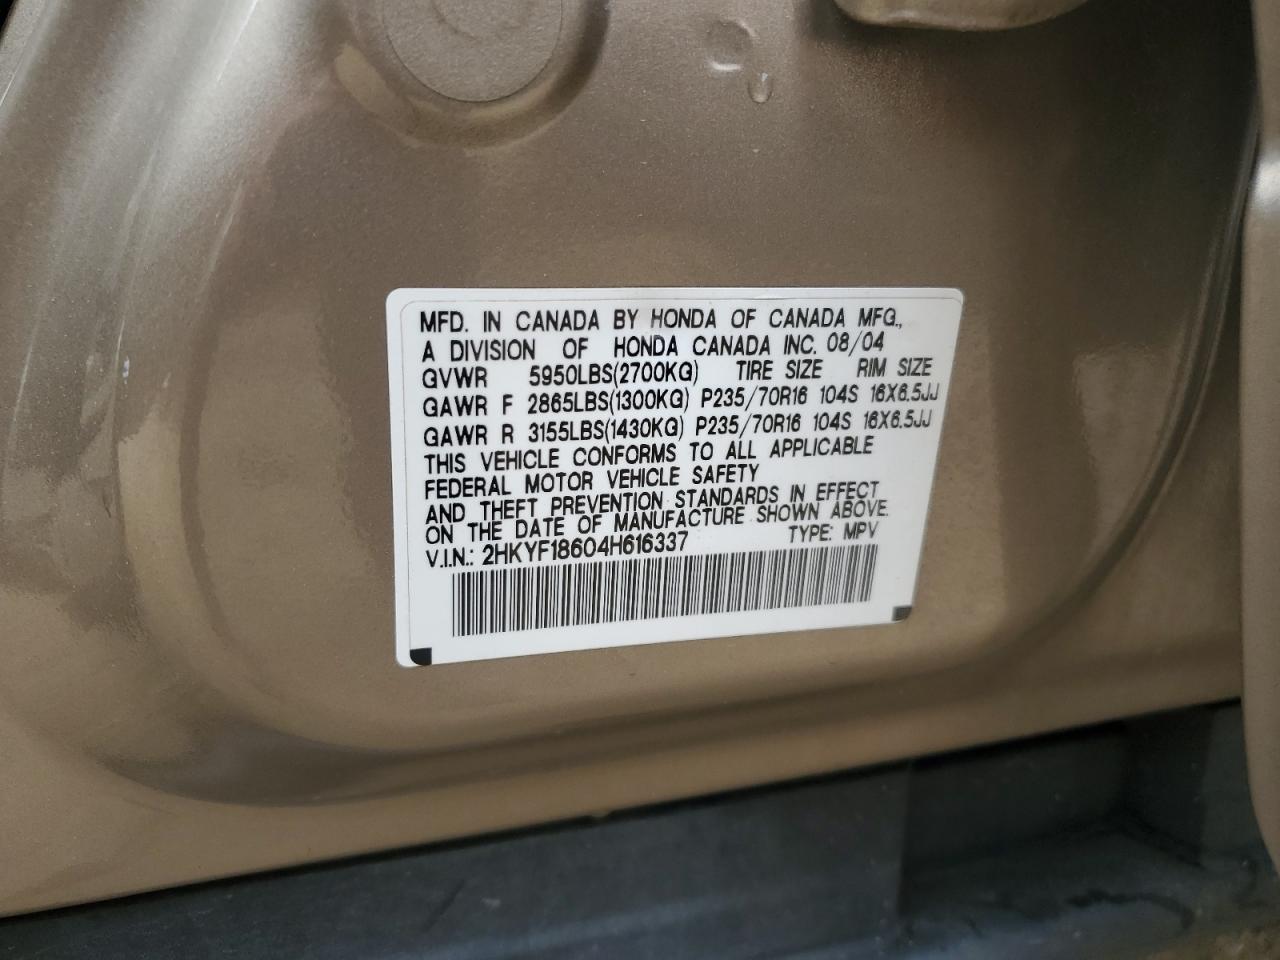 MFD. IN CANADA BY HONDA OF CANADA MFG.,
A DIVISION OF HONDA CANADA INC. 08/04
GVWR 5950LBS(2700KG) TIRE SIZE RIM SIZE
GAWR F 2865LBS(1300KG) P235/70R16 104S 16X6.5JJ
GAWR R 3155LBS(1430KG) P235/70R16 104S 16X6.5JJ
THIS VEHICLE CONFORMS TO ALL APPLICABLE
FEDERAL MOTOR VEHICLE SAFETY
AND THEFT PREVENTION STANDARDS IN EFFECT
ON THE DATE OF MANUFACTURE SHOWN ABOVE.
V.I.N.: 2HKYF18604H616337 TYPE: MPV